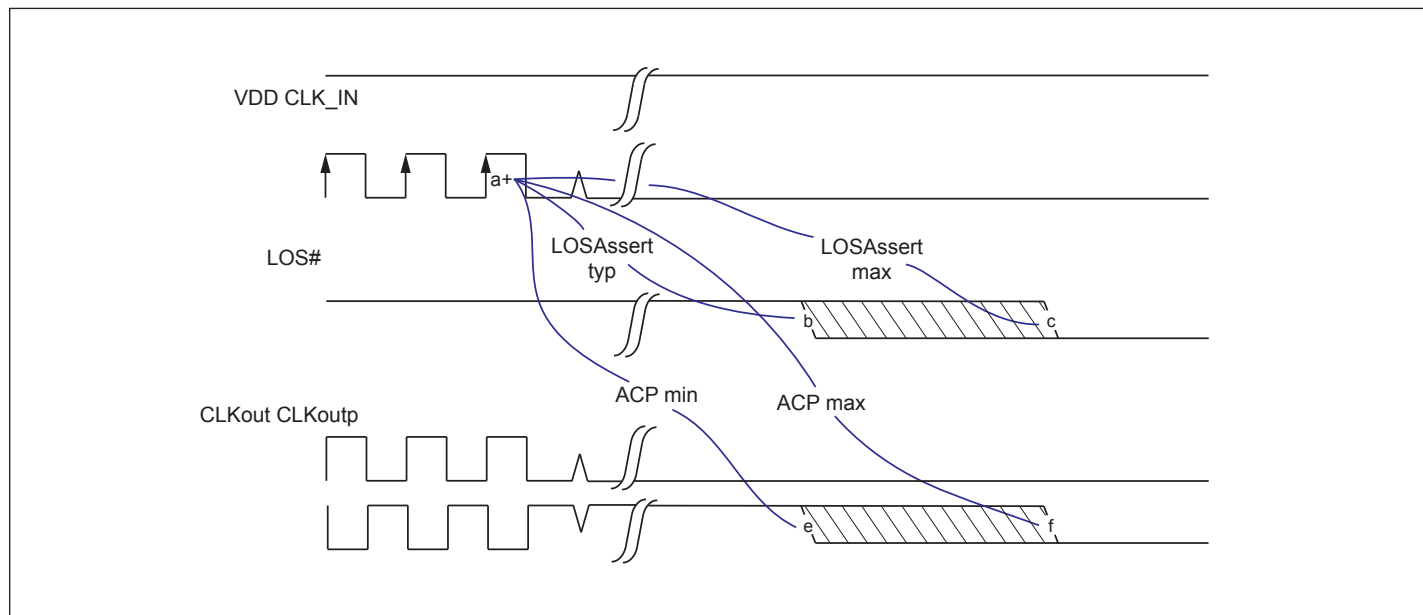 VDD CLK_IN
a+
LOS#
LOSAssert
typ
LOSAssert
max
b
c
ACP min
ACP max
CLKout CLKoutp
e
f